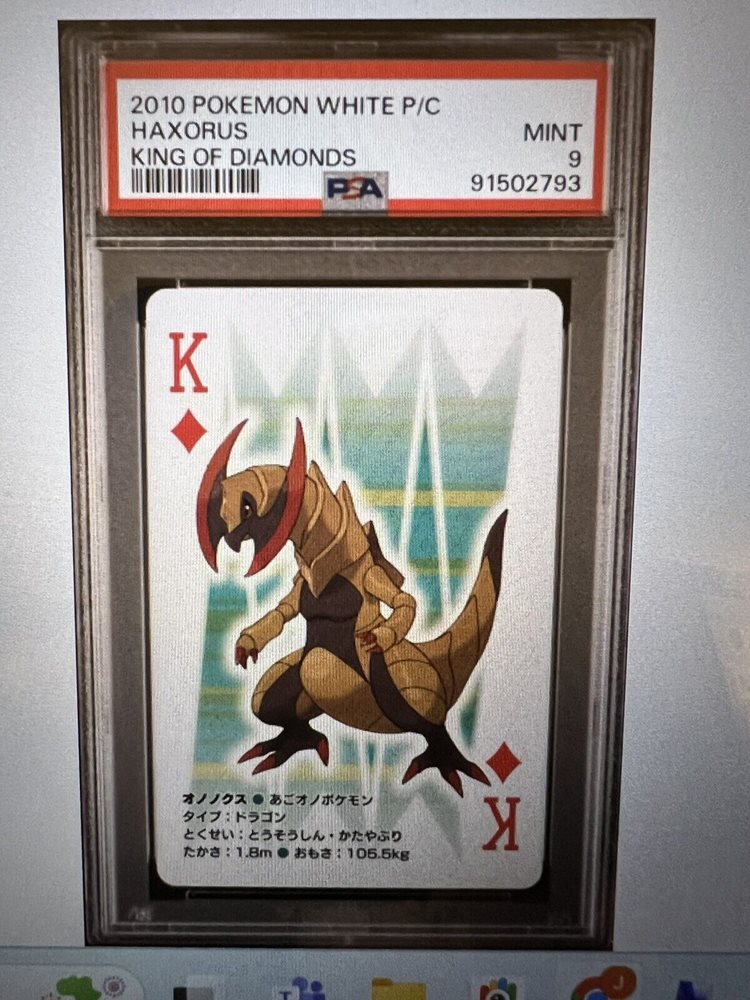 2010 POKEMON WHITE P/C
HAXORUS MINT
KING OF DIAMONDS 9
PSA 91502793
K
オノノクス ● あごオノポケモン
タイプ：ドラゴン
とくせい：とうそうしん・かたやぶり
たかさ：1.8m ● おもさ：105.5kg
K